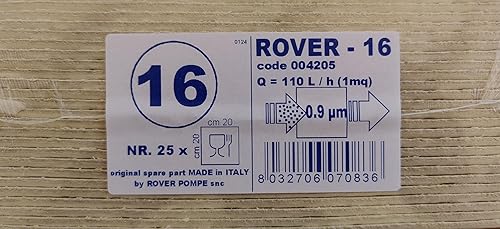 0124
16
ROVER - 16
code 004205
Q = 110 L / h (1mq)
0.9 µm
NR. 25 x
cm 20
cm 20
original spare part MADE in ITALY
by ROVER POMPE snc
8 032706 070836